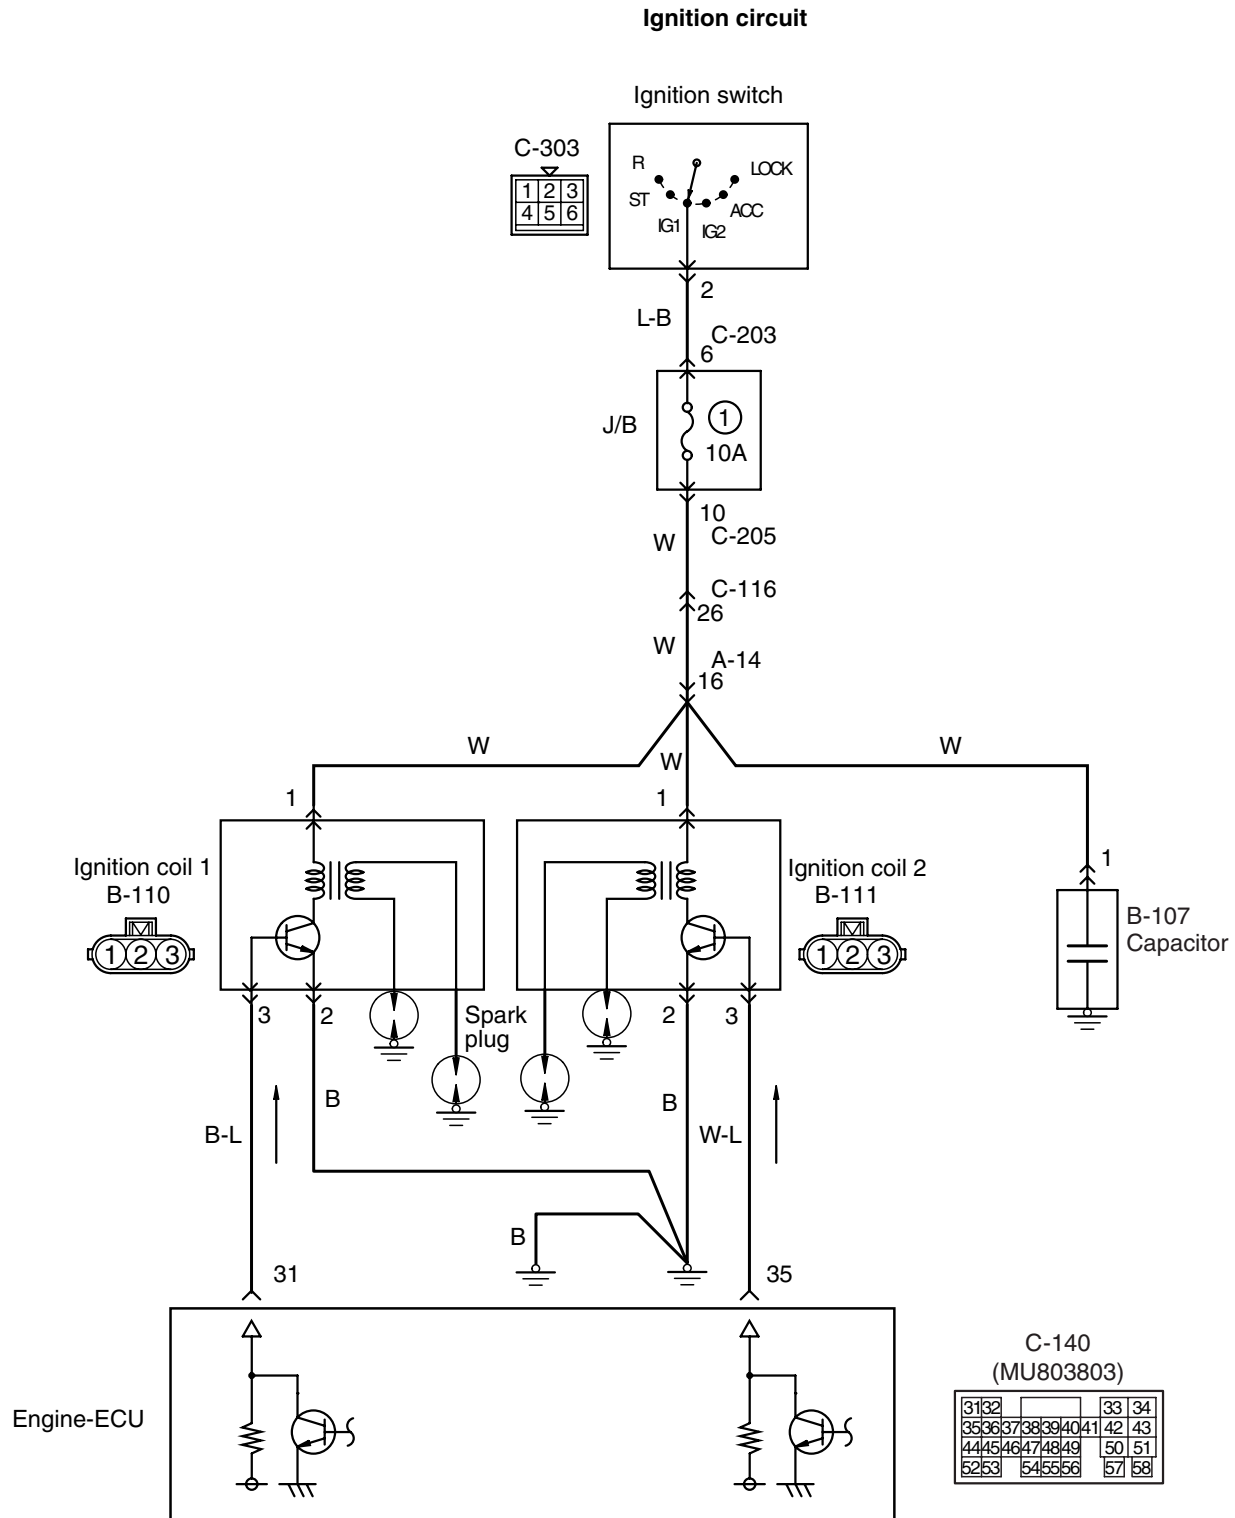 Ignition circuit
Ignition switch
C-303
1 2 3
4 5 6
R
ST
IG1
IG2
ACC
LOCK
2
L-B
C-203
6
J/B
1
10A
10
C-205
W
C-116
26
W
A-14
16
W
W
W
1
1
1
Ignition coil 1
B-110
1 2 3
Ignition coil 2
B-111
1 2 3
B-107
Capacitor
3
2
Spark
plug
2
3
B
B
B-L
W-L
B
31
35
Engine-ECU
C-140
(MU803803)
31 32 33 34
35 36 37 38 39 40 41 42 43
44 45 46 47 48 49 50 51
52 53 54 55 56 57 58